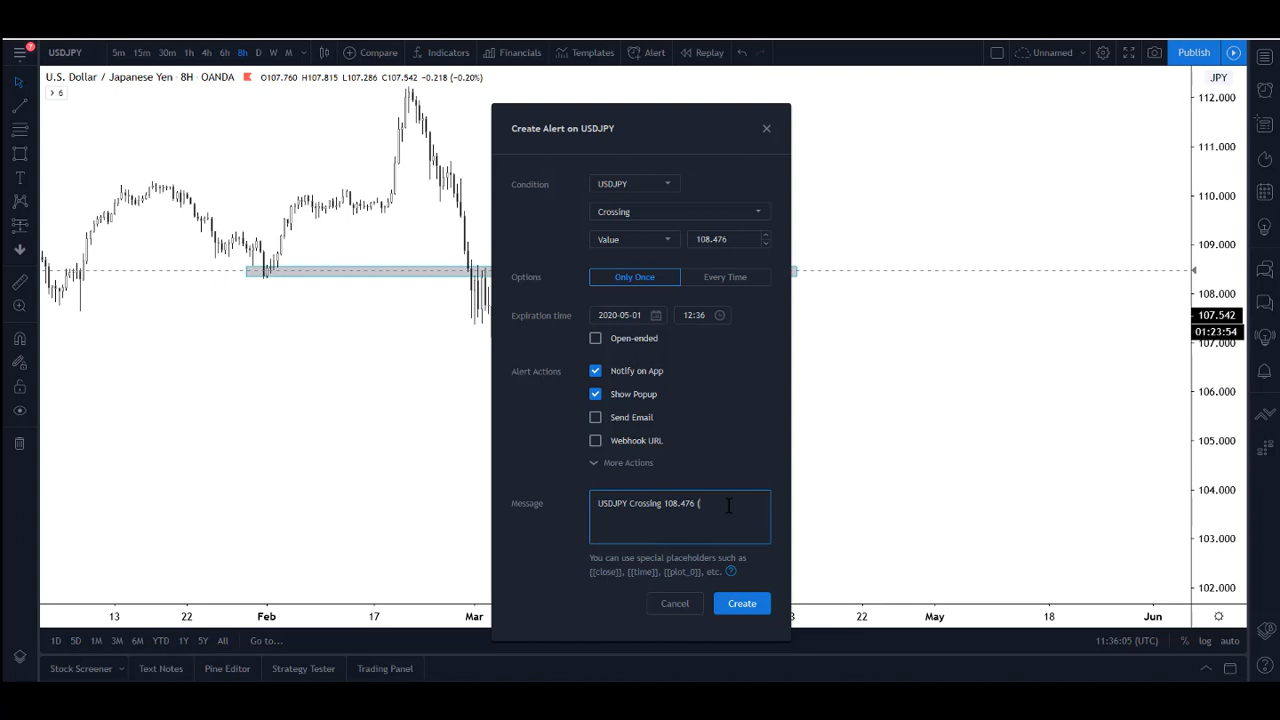 7
USDJPY 5m 15m 30m 1h 4h 6h 8h D W M Compare Indicators Financials Templates Alert Replay Unnamed Publish
U.S. Dollar / Japanese Yen · 8H · OANDA O107.760 H107.815 L107.286 C107.542 −0.218 (−0.20%)
6
JPY
112.000
111.000
110.000
109.000
108.000
107.542
01:23:54
107.000
106.000
105.000
104.000
103.000
102.000
Create Alert on USDJPY
Condition USDJPY
Crossing
Value 108.476
Options Only Once Every Time
Expiration time 2020-05-01 12:36
Open-ended
Alert Actions Notify on App
Show Popup
Send Email
Webhook URL
More Actions
Message USDJPY Crossing 108.476 (
You can use special placeholders such as
{{close}}, {{time}}, {{plot_0}}, etc. ?
Cancel Create
13 22 Feb 17 Mar 3 22 May 18 Jun
1D 5D 1M 3M 6M YTD 1Y 5Y All Go to... 11:36:05 (UTC) % log auto
Stock Screener Text Notes Pine Editor Strategy Tester Trading Panel